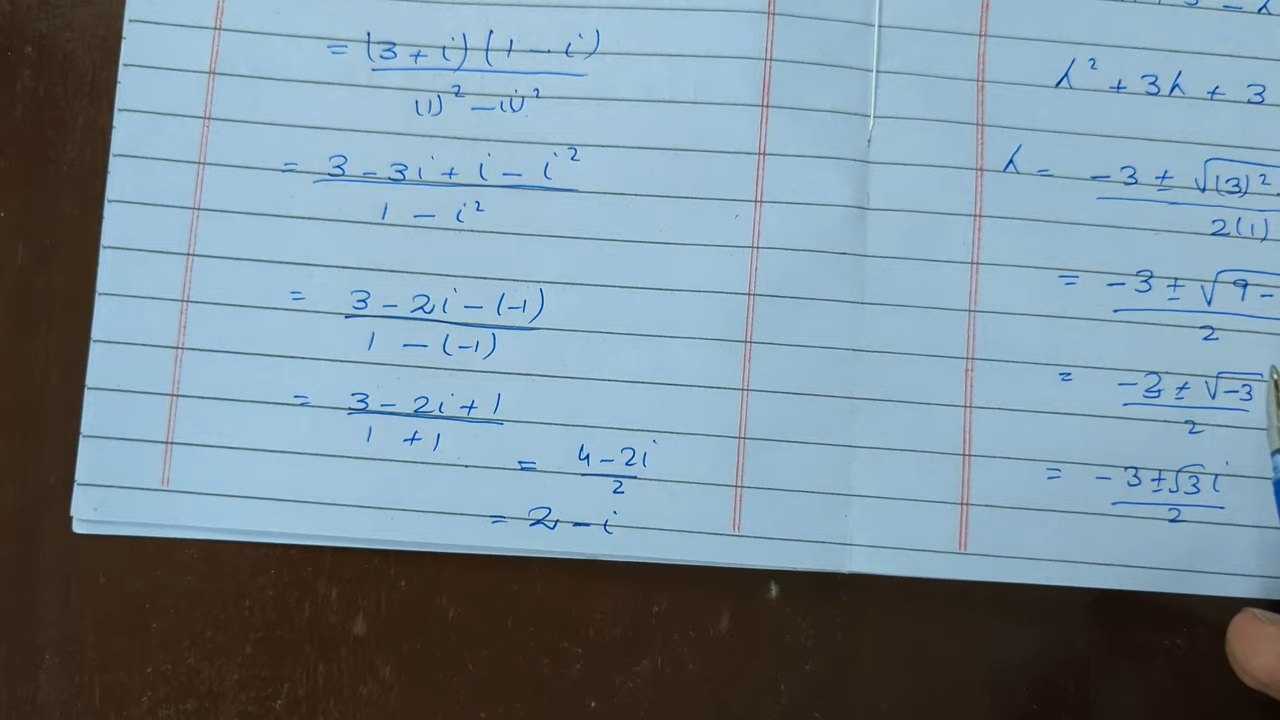 = (3 + i) (1 - i)
(1)² - (i)²
= 3 - 3i + i - i²
1 - i²
= 3 - 2i - (-1)
1 - (-1)
= 3 - 2i + 1
1 + 1
= 4 - 2i
2
= 2 - i
λ² + 3λ + 3
λ = -3 ± √(3)²
2(1)
= -3 ± √9 -
2
= -3 ± √-3
2
= -3 ± √3 i
2